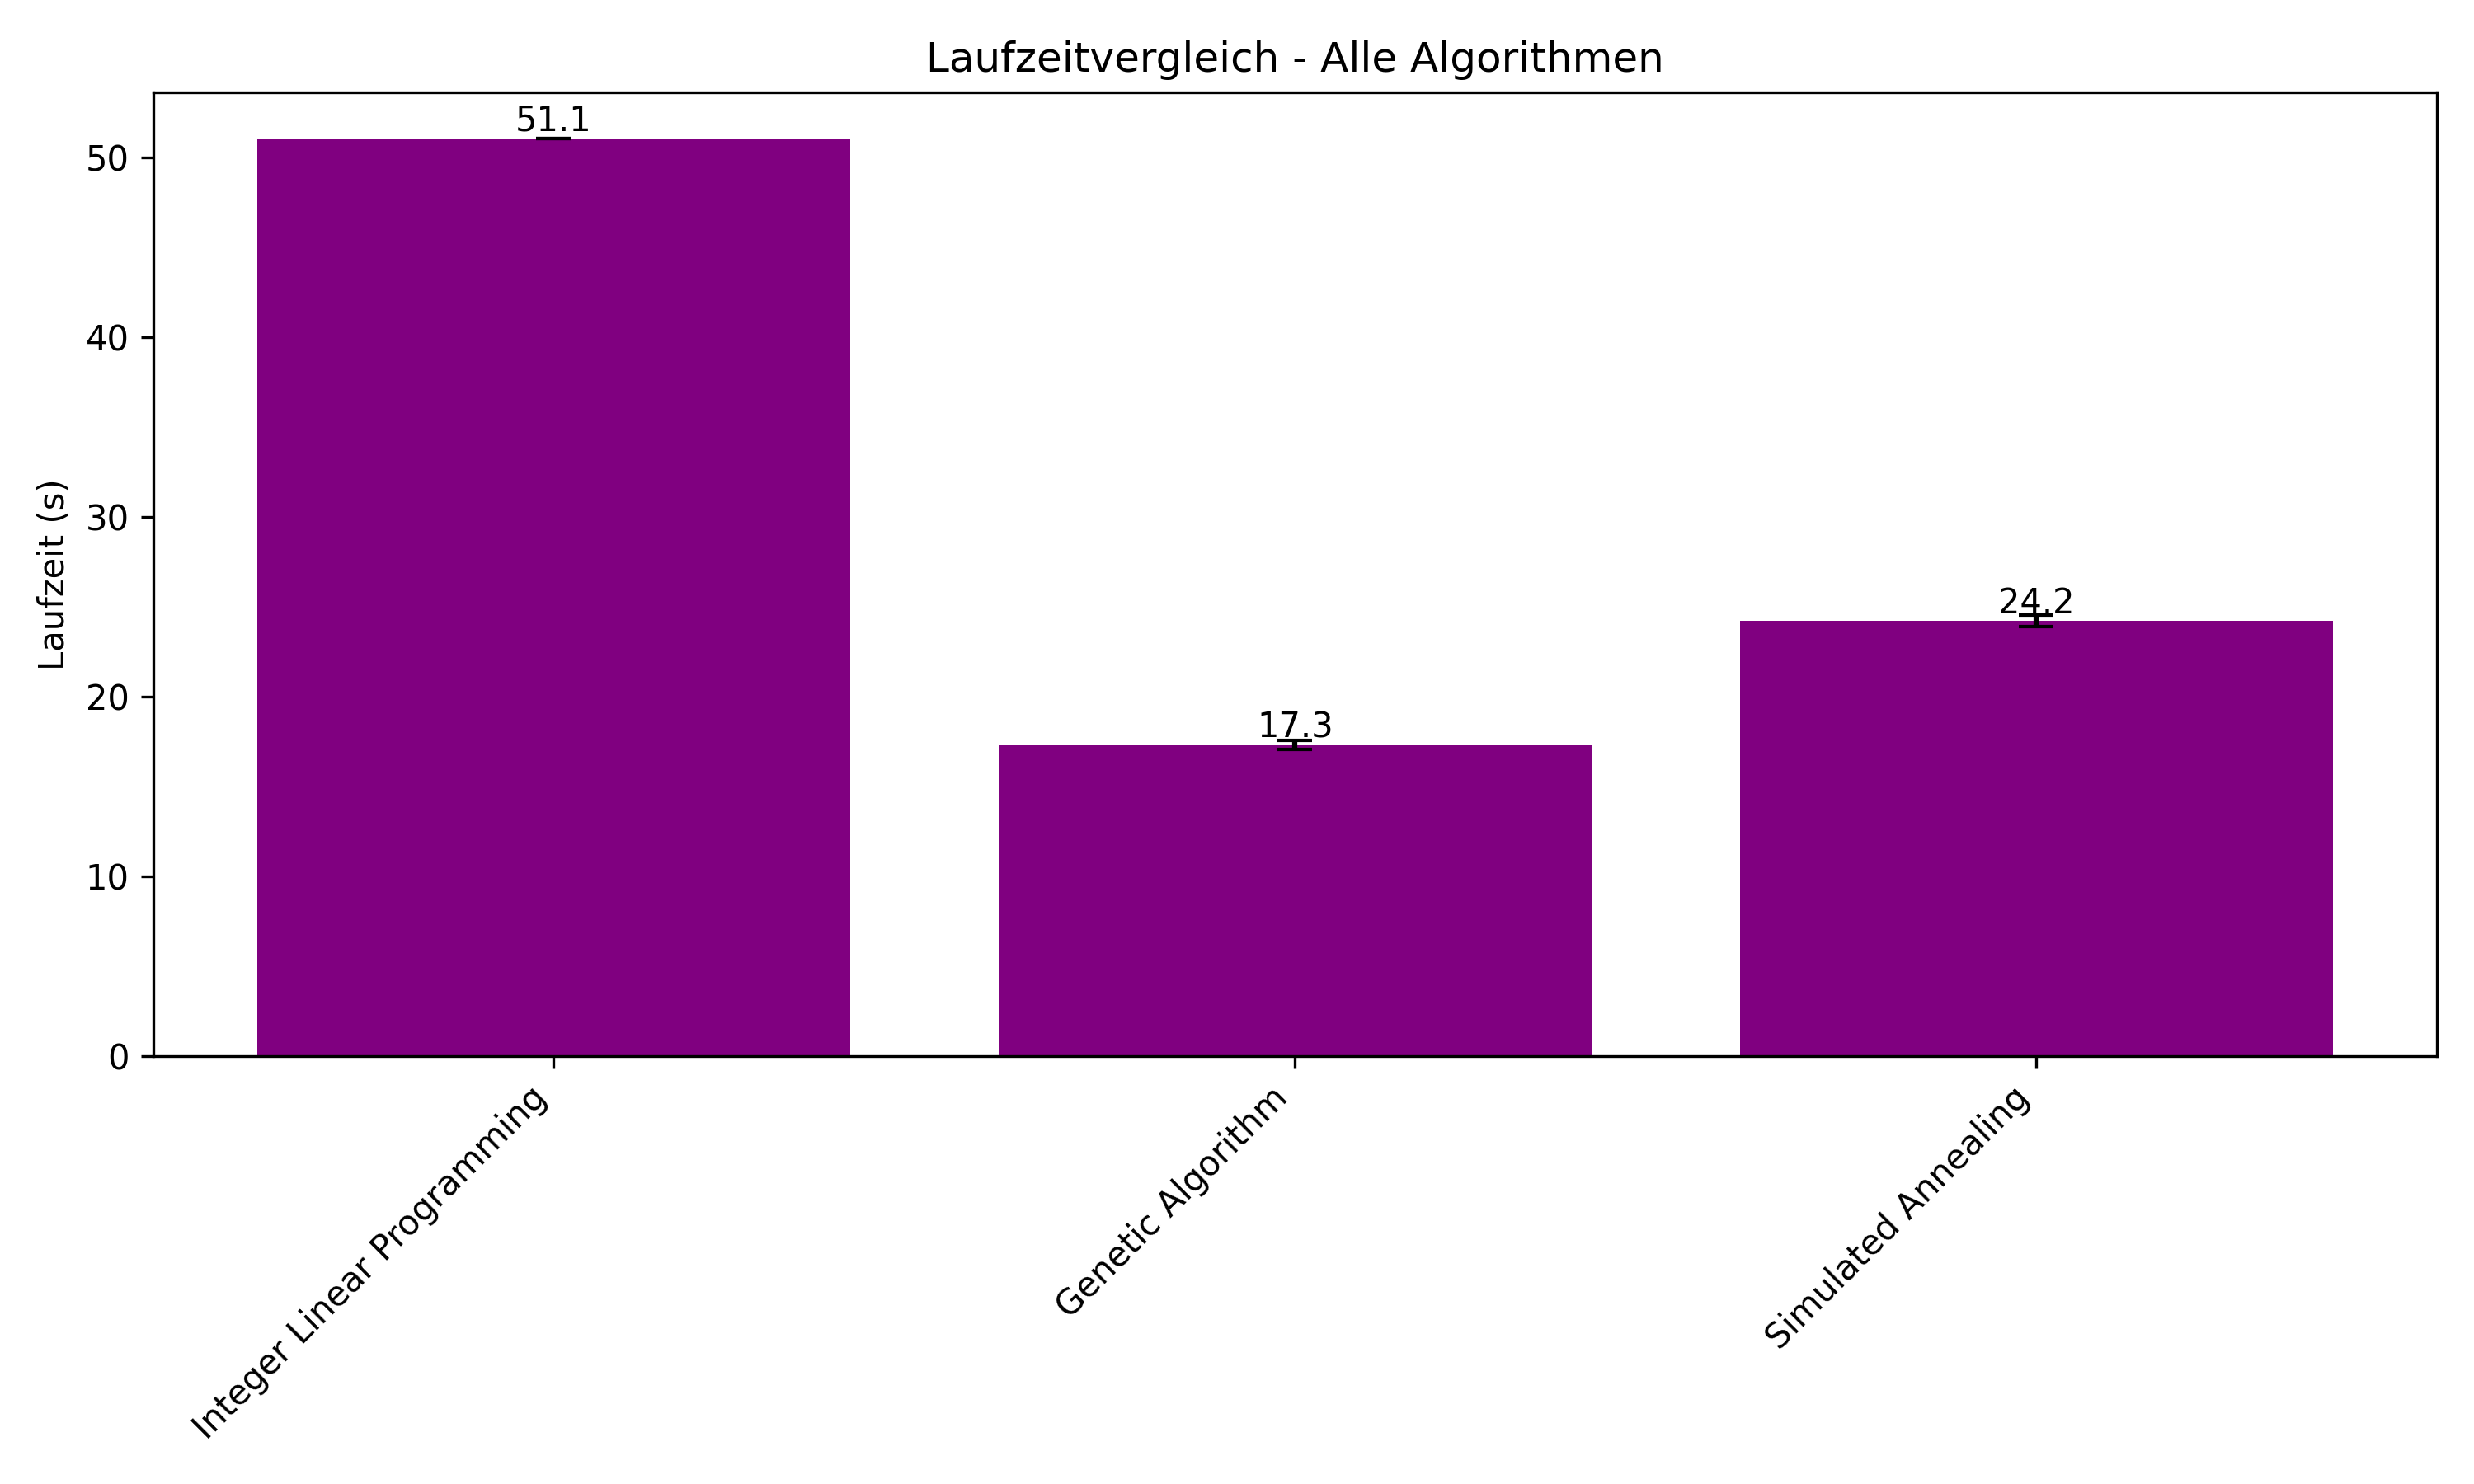 Laufzeitvergleich - Alle Algorithmen
Laufzeit (s)
50
40
30
20
10
0
51.1
17.3
24.2
Integer Linear Programming
Genetic Algorithm
Simulated Annealing